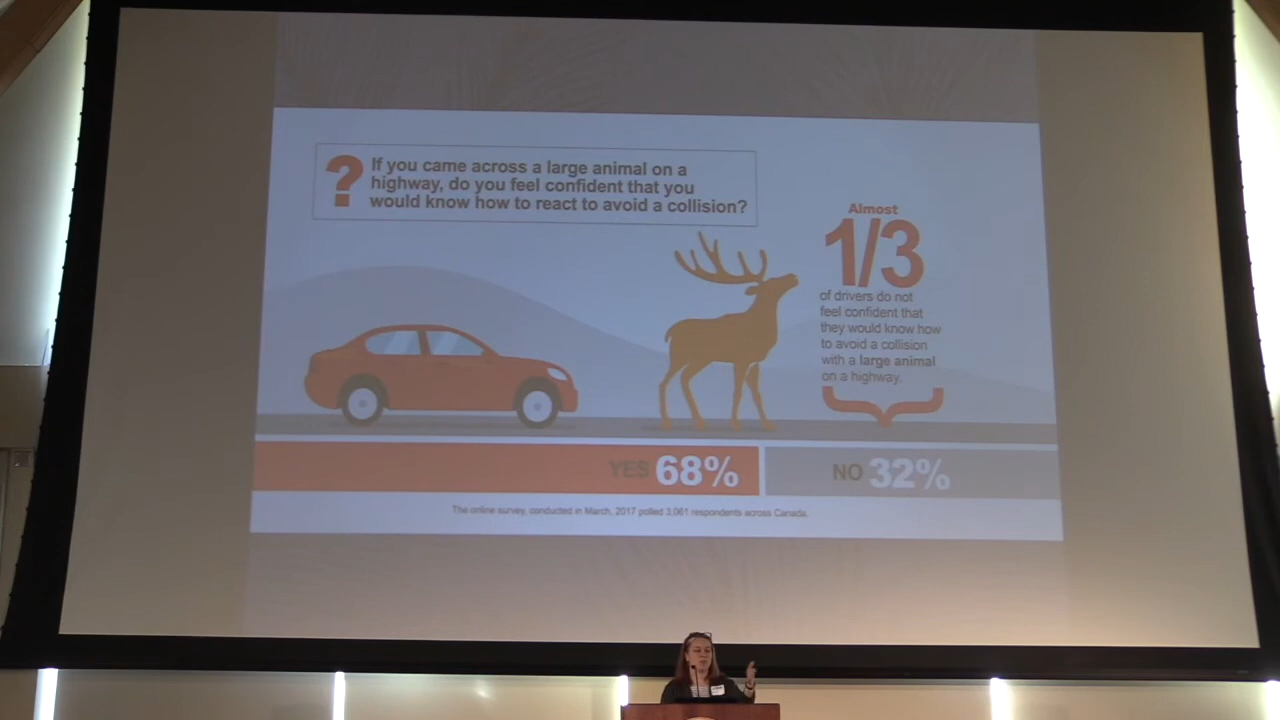 ?
If you came across a large animal on a
highway, do you feel confident that you
would know how to react to avoid a collision?
Almost
1/3
of drivers do not
feel confident that
they would know how
to avoid a collision
with a large animal
on a highway.
YES 68%
NO 32%
The online survey, conducted in March, 2017 polled 3,061 respondents across Canada.